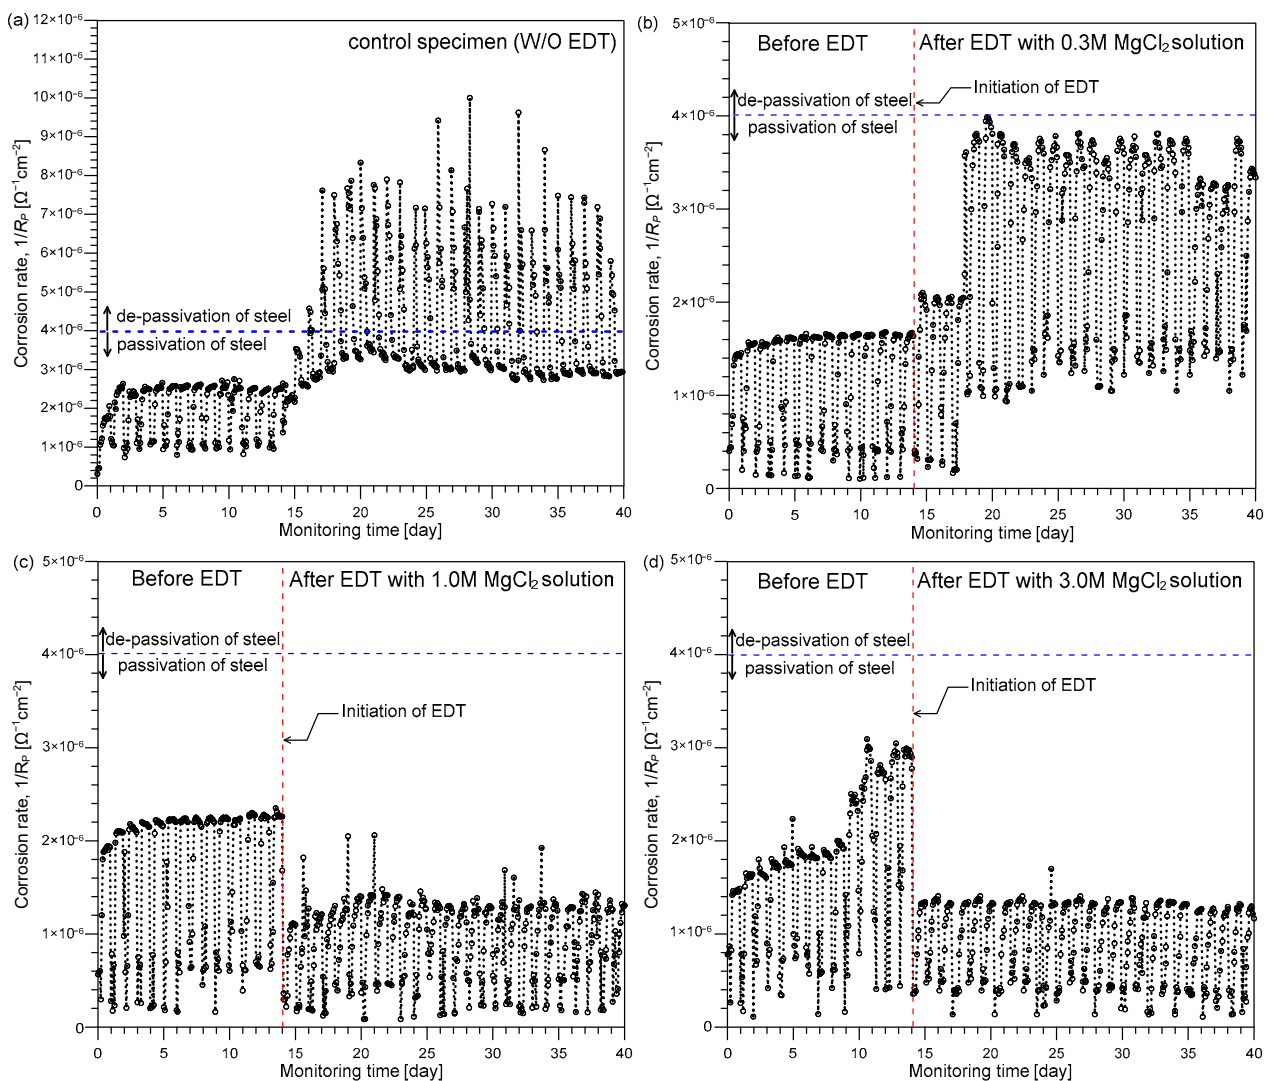 (a)
12×10⁻⁶
11×10⁻⁶
10×10⁻⁶
9×10⁻⁶
8×10⁻⁶
7×10⁻⁶
6×10⁻⁶
5×10⁻⁶
4×10⁻⁶
3×10⁻⁶
2×10⁻⁶
1×10⁻⁶
0
Corrosion rate, 1/R_P [Ω⁻¹cm⁻²]
control specimen (W/O EDT)
de-passivation of steel
passivation of steel
0 5 10 15 20 25 30 35 40
Monitoring time [day]
(b)
5×10⁻⁶
4×10⁻⁶
3×10⁻⁶
2×10⁻⁶
1×10⁻⁶
0
Corrosion rate, 1/R_P [Ω⁻¹cm⁻²]
Before EDT
After EDT with 0.3M MgCl₂ solution
Initiation of EDT
de-passivation of steel
passivation of steel
0 5 10 15 20 25 30 35 40
Monitoring time [day]
(c)
5×10⁻⁶
4×10⁻⁶
3×10⁻⁶
2×10⁻⁶
1×10⁻⁶
0
Corrosion rate, 1/R_P [Ω⁻¹cm⁻²]
Before EDT
After EDT with 1.0M MgCl₂ solution
de-passivation of steel
passivation of steel
Initiation of EDT
0 5 10 15 20 25 30 35 40
Monitoring time [day]
(d)
5×10⁻⁶
4×10⁻⁶
3×10⁻⁶
2×10⁻⁶
1×10⁻⁶
0
Corrosion rate, 1/R_P [Ω⁻¹cm⁻²]
Before EDT
After EDT with 3.0M MgCl₂ solution
de-passivation of steel
passivation of steel
Initiation of EDT
0 5 10 15 20 25 30 35 40
Monitoring time [day]